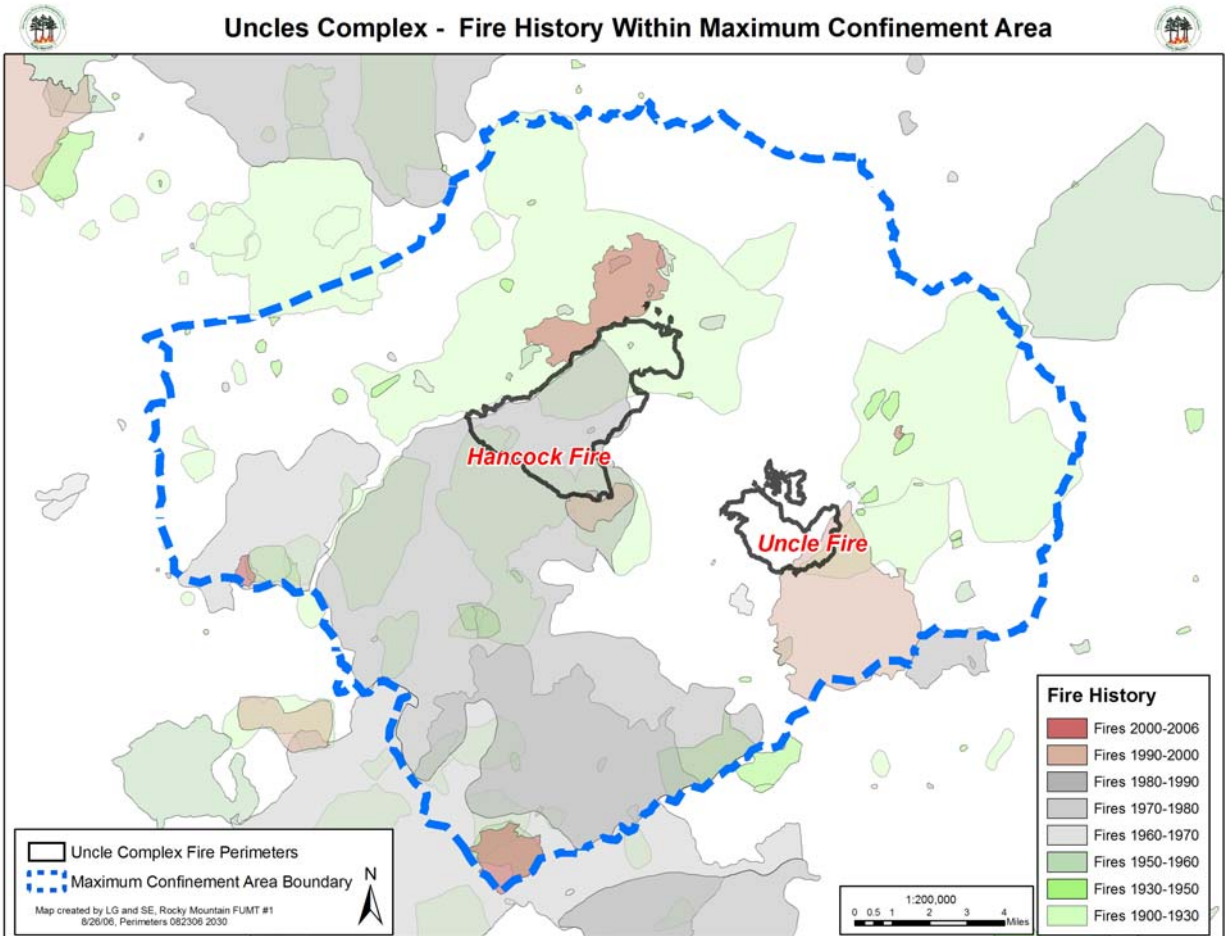 Uncles Complex - Fire History Within Maximum Confinement Area
Hancock Fire
Uncle Fire
Fire History
Fires 2000-2006
Fires 1990-2000
Fires 1980-1990
Fires 1970-1980
Fires 1960-1970
Fires 1950-1960
Fires 1930-1950
Fires 1900-1930
Uncle Complex Fire Perimeters
Maximum Confinement Area Boundary
N
Map created by LG and SE, Rocky Mountain FUMT #1
8/26/06, Perimeters 082306 2030
1:200,000
0 0.5 1 2 3 4
Miles